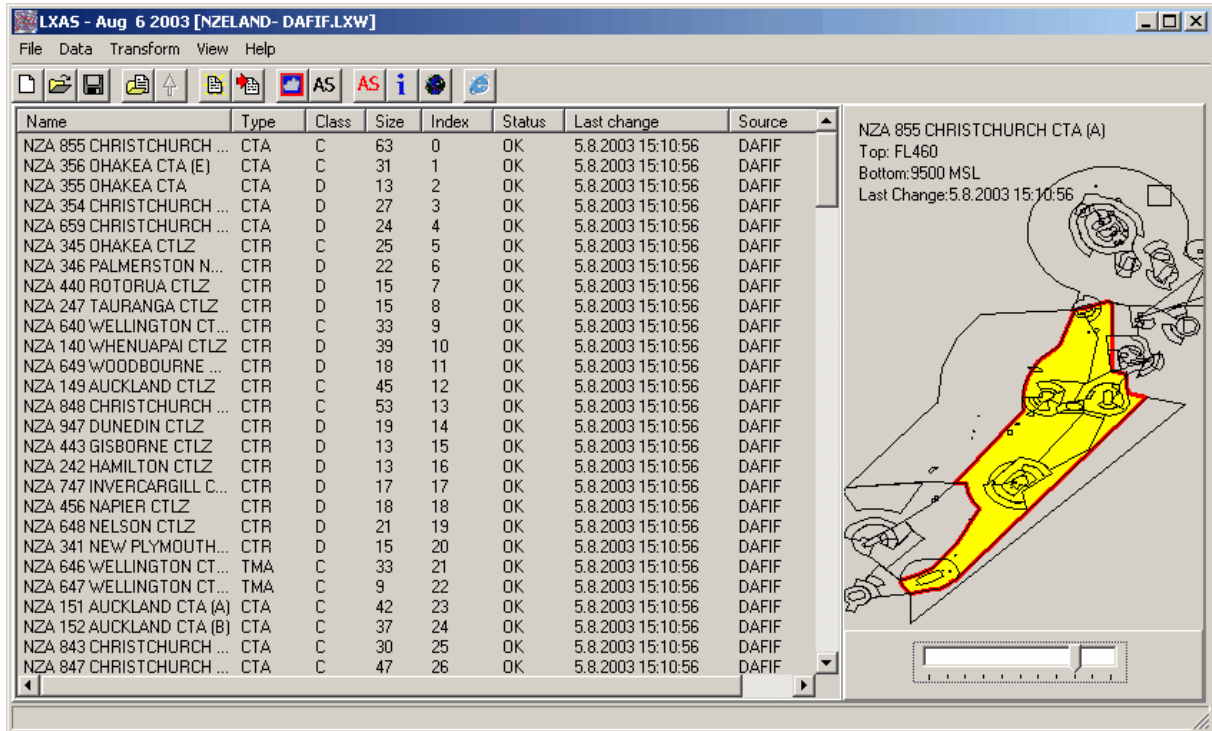 LXAS - Aug 6 2003 [NZELAND- DAFIF.LXW]
File Data Transform View Help
AS AS i
Name Type Class Size Index Status Last change Source
NZA 855 CHRISTCHURCH ... CTA C 63 0 OK 5.8.2003 15:10:56 DAFIF
NZA 356 OHAKEA CTA (E) CTA C 31 1 OK 5.8.2003 15:10:56 DAFIF
NZA 355 OHAKEA CTA CTA D 13 2 OK 5.8.2003 15:10:56 DAFIF
NZA 354 CHRISTCHURCH ... CTA D 27 3 OK 5.8.2003 15:10:56 DAFIF
NZA 659 CHRISTCHURCH ... CTA D 24 4 OK 5.8.2003 15:10:56 DAFIF
NZA 345 OHAKEA CTLZ CTR C 25 5 OK 5.8.2003 15:10:56 DAFIF
NZA 346 PALMERSTON N... CTR D 22 6 OK 5.8.2003 15:10:56 DAFIF
NZA 440 ROTORUA CTLZ CTR D 15 7 OK 5.8.2003 15:10:56 DAFIF
NZA 247 TAURANGA CTLZ CTR D 15 8 OK 5.8.2003 15:10:56 DAFIF
NZA 640 WELLINGTON CT... CTR C 33 9 OK 5.8.2003 15:10:56 DAFIF
NZA 140 WHENUAPAI CTLZ CTR D 39 10 OK 5.8.2003 15:10:56 DAFIF
NZA 649 WOODBOURNE ... CTR D 18 11 OK 5.8.2003 15:10:56 DAFIF
NZA 149 AUCKLAND CTLZ CTR C 45 12 OK 5.8.2003 15:10:56 DAFIF
NZA 848 CHRISTCHURCH ... CTR C 53 13 OK 5.8.2003 15:10:56 DAFIF
NZA 947 DUNEDIN CTLZ CTR D 19 14 OK 5.8.2003 15:10:56 DAFIF
NZA 443 GISBORNE CTLZ CTR D 13 15 OK 5.8.2003 15:10:56 DAFIF
NZA 242 HAMILTON CTLZ CTR D 13 16 OK 5.8.2003 15:10:56 DAFIF
NZA 747 INVERCARGILL C... CTR D 17 17 OK 5.8.2003 15:10:56 DAFIF
NZA 456 NAPIER CTLZ CTR D 18 18 OK 5.8.2003 15:10:56 DAFIF
NZA 648 NELSON CTLZ CTR D 21 19 OK 5.8.2003 15:10:56 DAFIF
NZA 341 NEW PLYMOUTH... CTR D 15 20 OK 5.8.2003 15:10:56 DAFIF
NZA 646 WELLINGTON CT... TMA C 33 21 OK 5.8.2003 15:10:56 DAFIF
NZA 647 WELLINGTON CT... TMA C 9 22 OK 5.8.2003 15:10:56 DAFIF
NZA 151 AUCKLAND CTA (A) CTA C 42 23 OK 5.8.2003 15:10:56 DAFIF
NZA 152 AUCKLAND CTA (B) CTA C 37 24 OK 5.8.2003 15:10:56 DAFIF
NZA 843 CHRISTCHURCH ... CTA C 30 25 OK 5.8.2003 15:10:56 DAFIF
NZA 847 CHRISTCHURCH ... CTA C 47 26 OK 5.8.2003 15:10:56 DAFIF
NZA 855 CHRISTCHURCH CTA (A)
Top: FL460
Bottom:9500 MSL
Last Change:5.8.2003 15:10:56